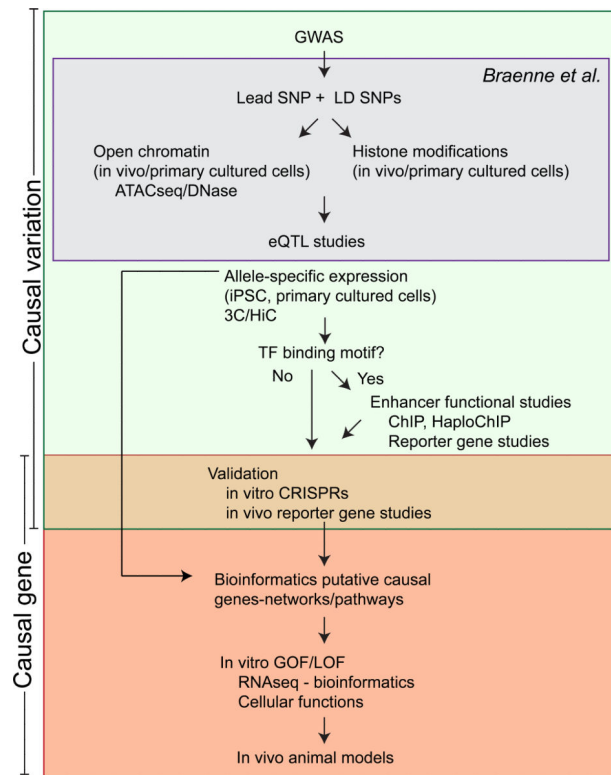 GWAS
Braenne et al.
Lead SNP + LD SNPs
Open chromatin
(in vivo/primary cultured cells)
ATACseq/DNase
Histone modifications
(in vivo/primary cultured cells)
eQTL studies
Allele-specific expression
(iPSC, primary cultured cells)
3C/HiC
TF binding motif?
No
Yes
Enhancer functional studies
ChIP, HaploChIP
Reporter gene studies
Causal variation
Validation
in vitro CRISPRs
in vivo reporter gene studies
Causal gene
Bioinformatics putative causal
genes-networks/pathways
In vitro GOF/LOF
RNAseq - bioinformatics
Cellular functions
In vivo animal models